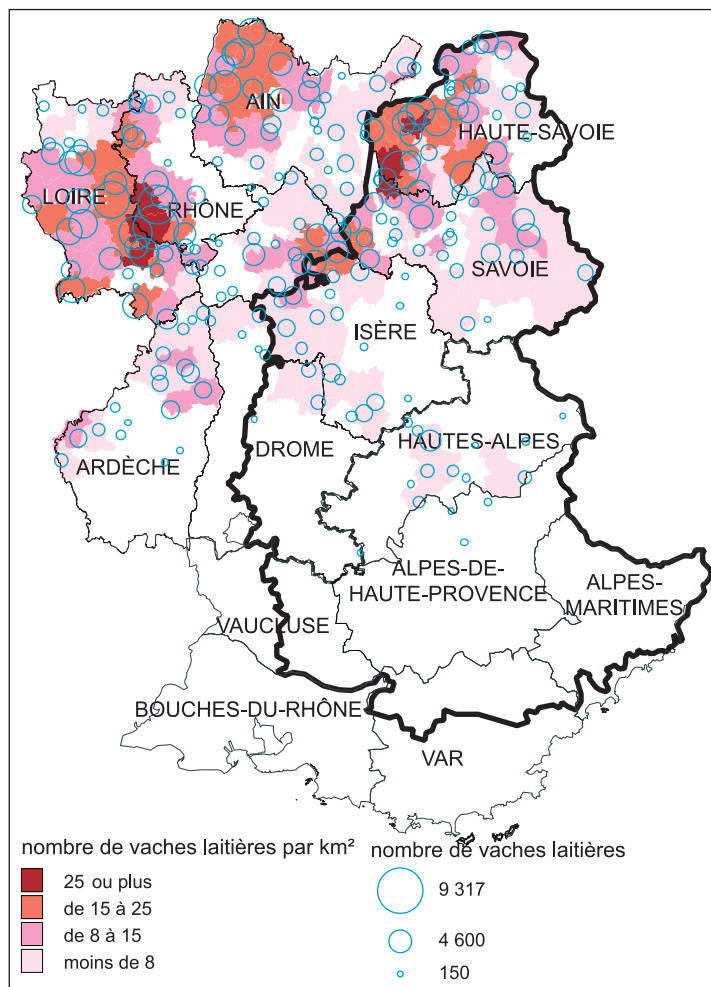 AIN
HAUTE-SAVOIE
LOIRE
RHÔNE
SAVOIE
ISÈRE
DROME
HAUTES-ALPES
ARDÈCHE
ALPES-DE-
HAUTE-PROVENCE
ALPES-
MARITIMES
VAUCLUSE
BOUCHES-DU-RHÔNE
VAR
nombre de vaches laitières par km²
25 ou plus
de 15 à 25
de 8 à 15
moins de 8
nombre de vaches laitières
9 317
4 600
150